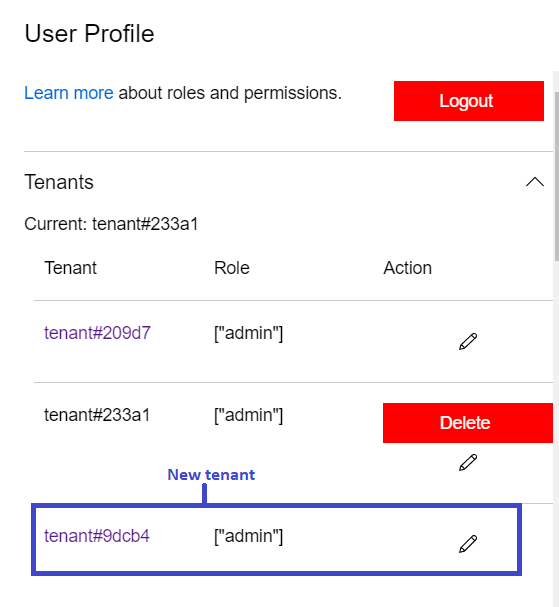 User Profile
Learn more about roles and permissions.
Logout
Tenants
Current: tenant#233a1
Tenant Role Action
tenant#209d7 ["admin"]
tenant#233a1 ["admin"] Delete
New tenant
tenant#9dcb4 ["admin"]